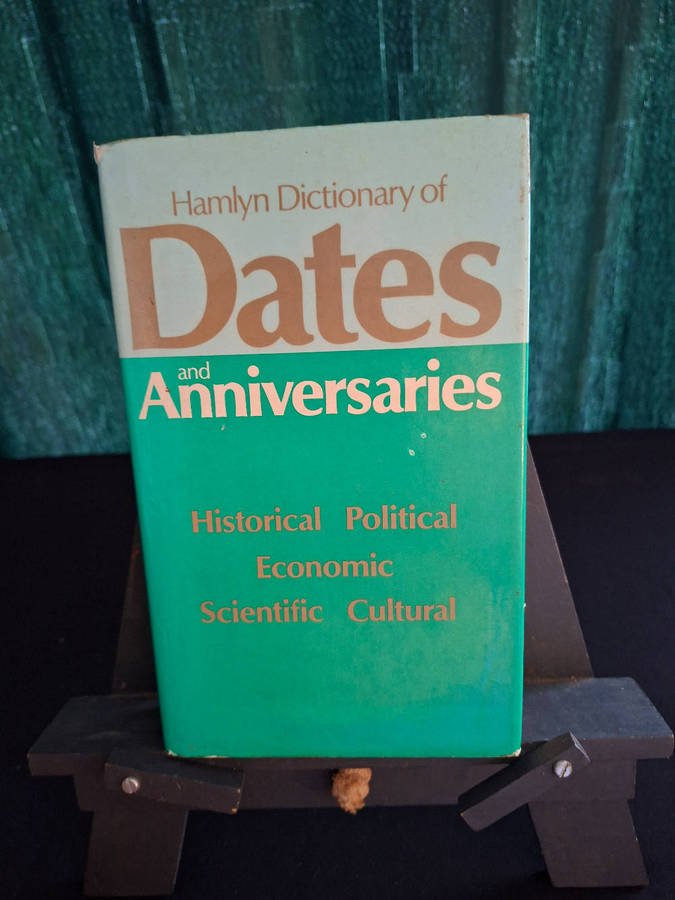 Hamlyn Dictionary of
Dates
and
Anniversaries
Historical Political
Economic
Scientific Cultural